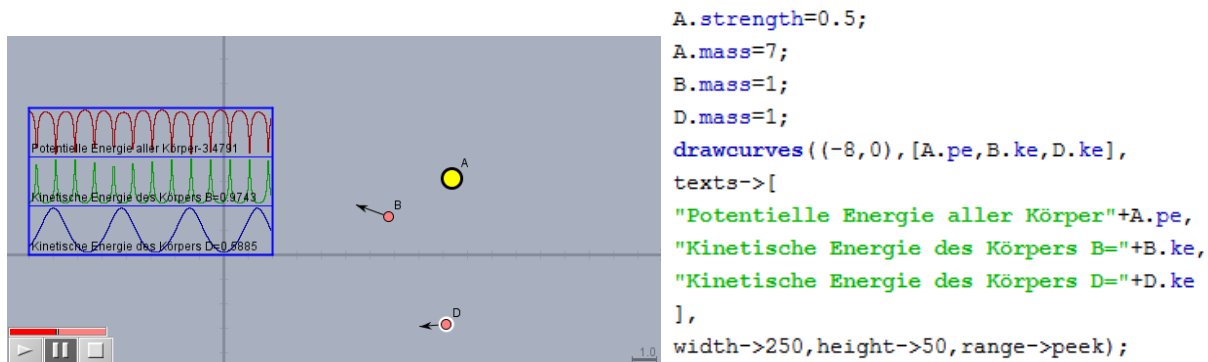 Potentielle Energie aller Körper-3.4791
Kinetische Energie des Körpers B=0.9743
Kinetische Energie des Körpers D=0.5885
A
B
D
1.0
A.strength=0.5;
A.mass=7;
B.mass=1;
D.mass=1;
drawcurves((-8,0),[A.pe,B.ke,D.ke],
texts->[
"Potentielle Energie aller Körper"+A.pe,
"Kinetische Energie des Körpers B="+B.ke,
"Kinetische Energie des Körpers D="+D.ke
],
width->250,height->50,range->peek);